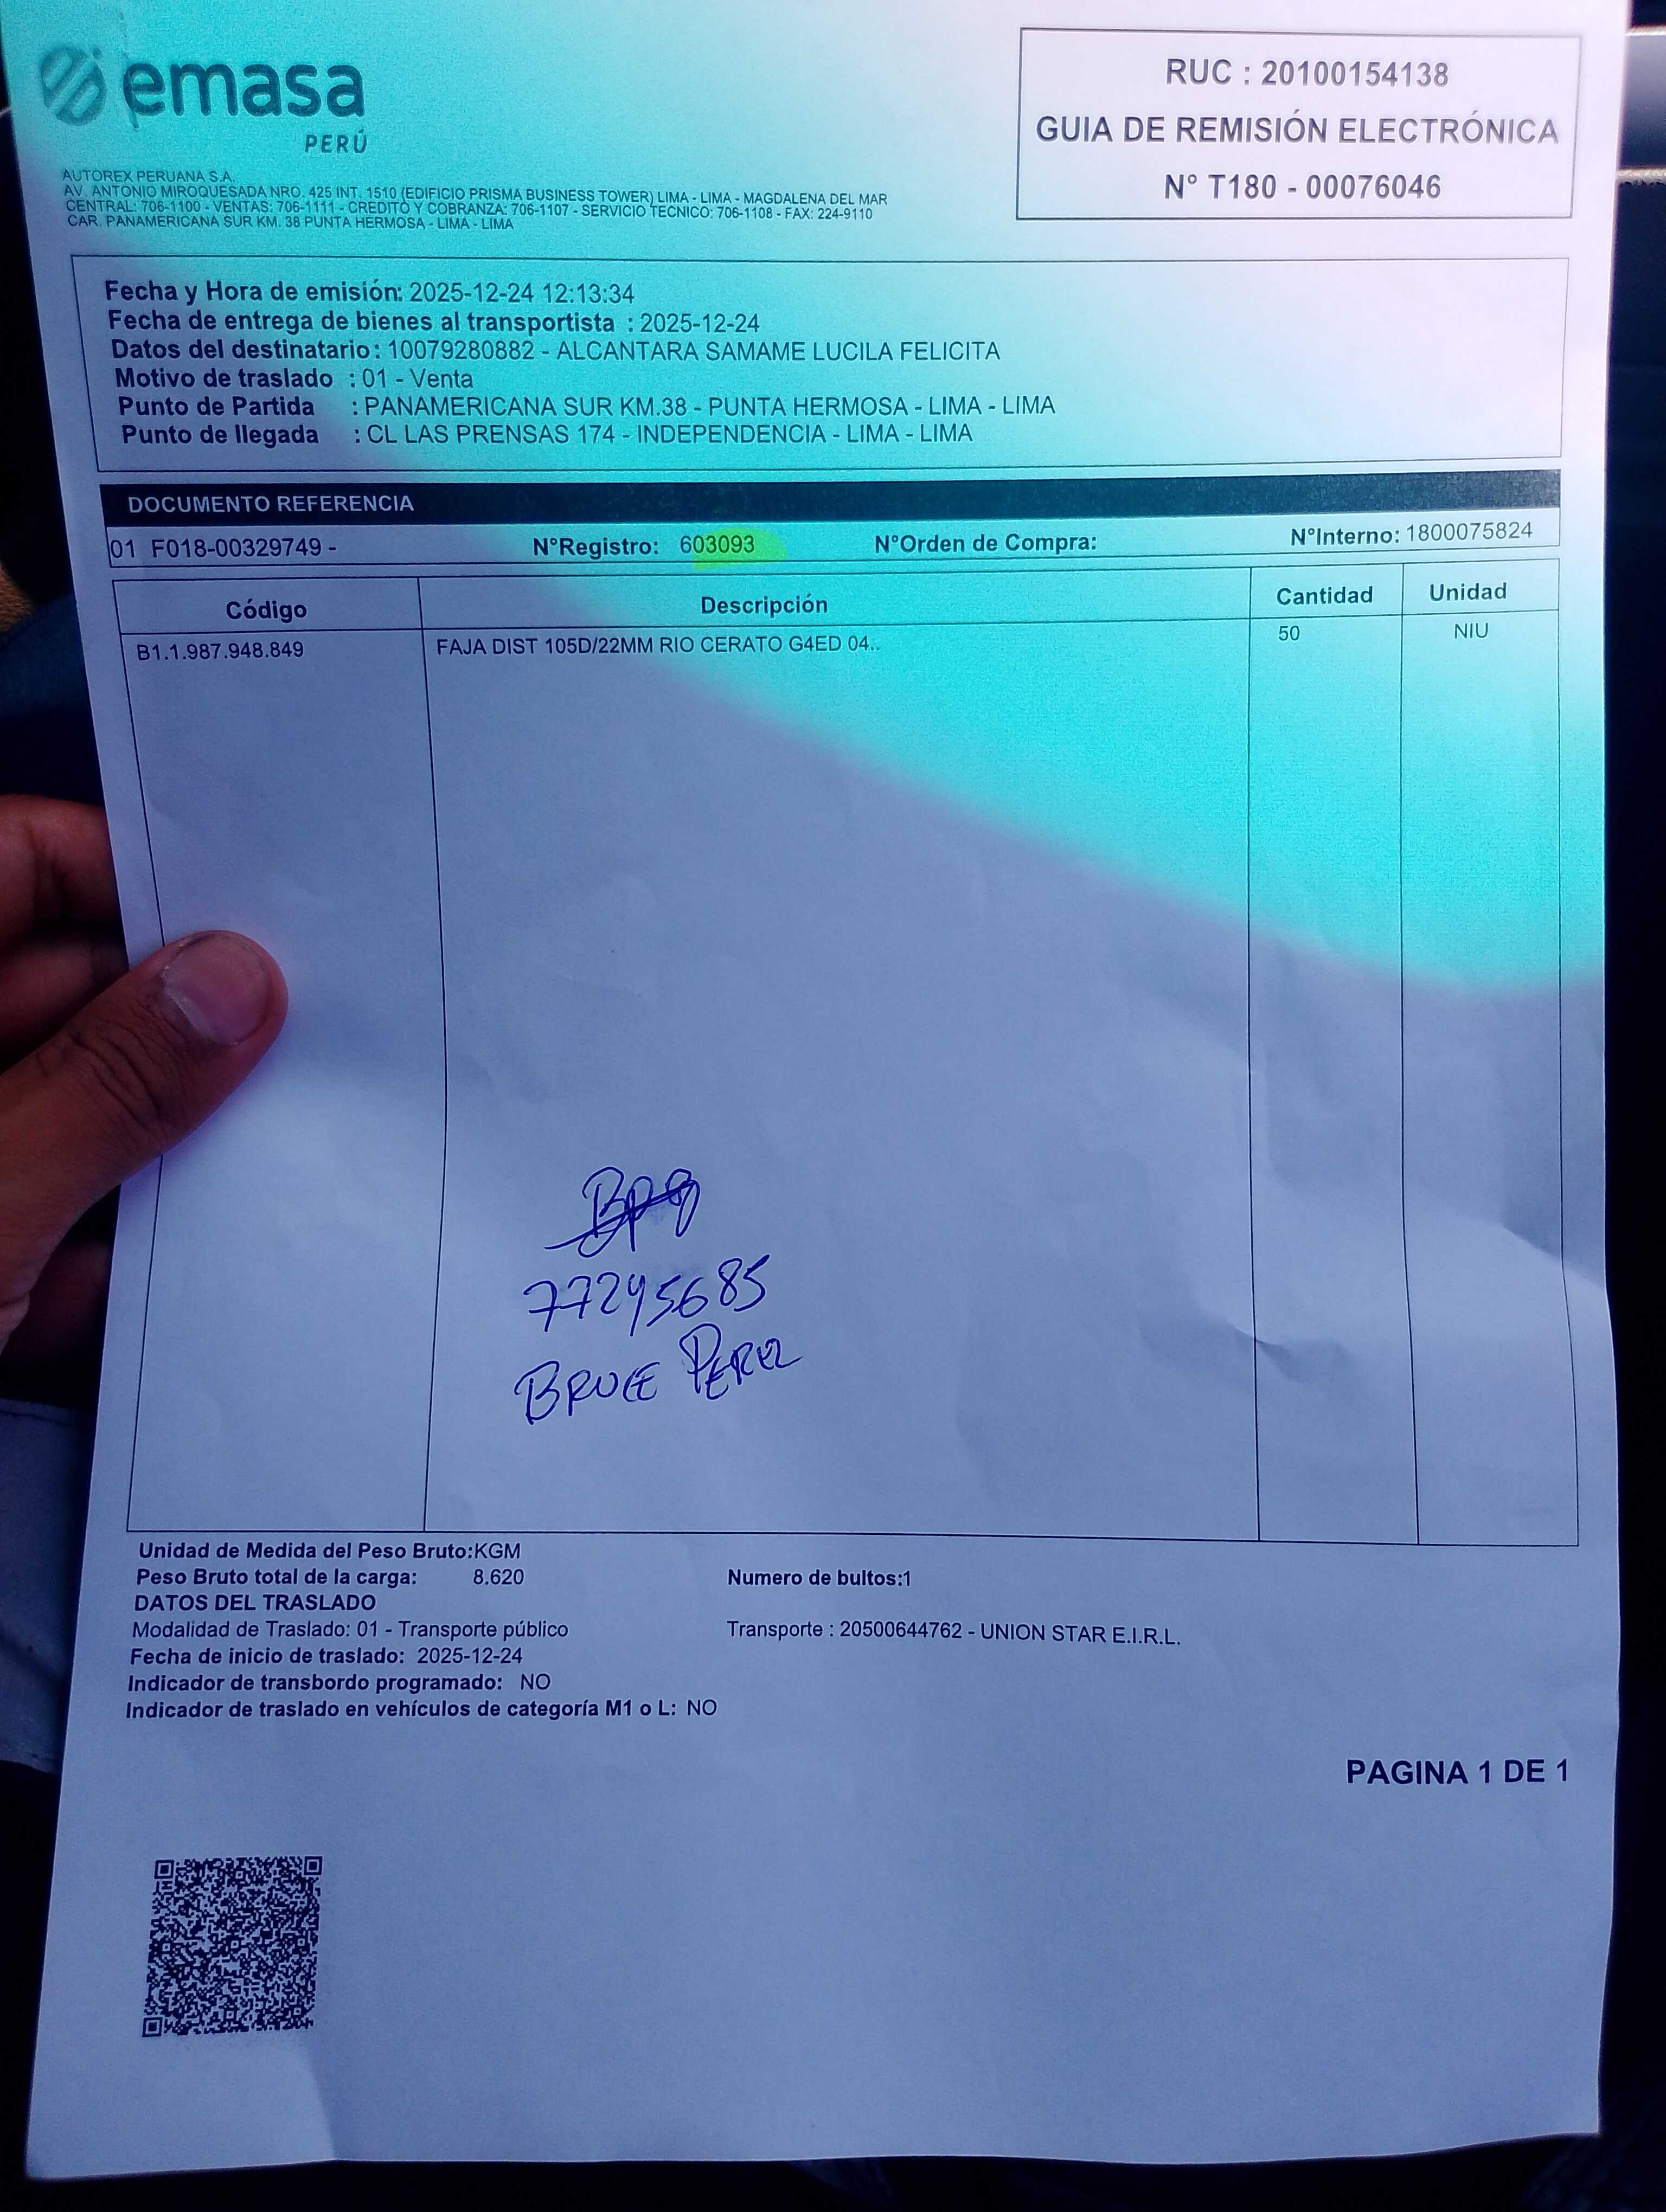 emasa
PERÚ
RUC : 20100154138
GUIA DE REMISIÓN ELECTRÓNICA
N° T180 - 00076046
AUTOREX PERUANA S.A.
AV. ANTONIO MIROQUESADA NRO. 425 INT. 1510 (EDIFICIO PRISMA BUSINESS TOWER) LIMA - LIMA - MAGDALENA DEL MAR
CENTRAL: 706-1100 - VENTAS: 706-1111 - CREDITO Y COBRANZA: 706-1107 - SERVICIO TECNICO: 706-1108 - FAX: 224-9110
CAR. PANAMERICANA SUR KM. 38 PUNTA HERMOSA - LIMA - LIMA
Fecha y Hora de emisión: 2025-12-24 12:13:34
Fecha de entrega de bienes al transportista : 2025-12-24
Datos del destinatario : 10079280882 - ALCANTARA SAMAME LUCILA FELICITA
Motivo de traslado : 01 - Venta
Punto de Partida : PANAMERICANA SUR KM.38 - PUNTA HERMOSA - LIMA - LIMA
Punto de llegada : CL LAS PRENSAS 174 - INDEPENDENCIA - LIMA - LIMA
DOCUMENTO REFERENCIA
01 F018-00329749 - N°Registro: 603093 N°Orden de Compra: N°Interno: 1800075824
Código Descripción Cantidad Unidad
B1.1.987.948.849 FAJA DIST 105D/22MM RIO CERATO G4ED 04.. 50 NIU
77245685
BRUCE PEREZ
Unidad de Medida del Peso Bruto:KGM
Peso Bruto total de la carga: 8.620 Numero de bultos:1
DATOS DEL TRASLADO
Modalidad de Traslado: 01 - Transporte público Transporte : 20500644762 - UNION STAR E.I.R.L.
Fecha de inicio de traslado: 2025-12-24
Indicador de transbordo programado: NO
Indicador de traslado en vehículos de categoría M1 o L: NO
PAGINA 1 DE 1